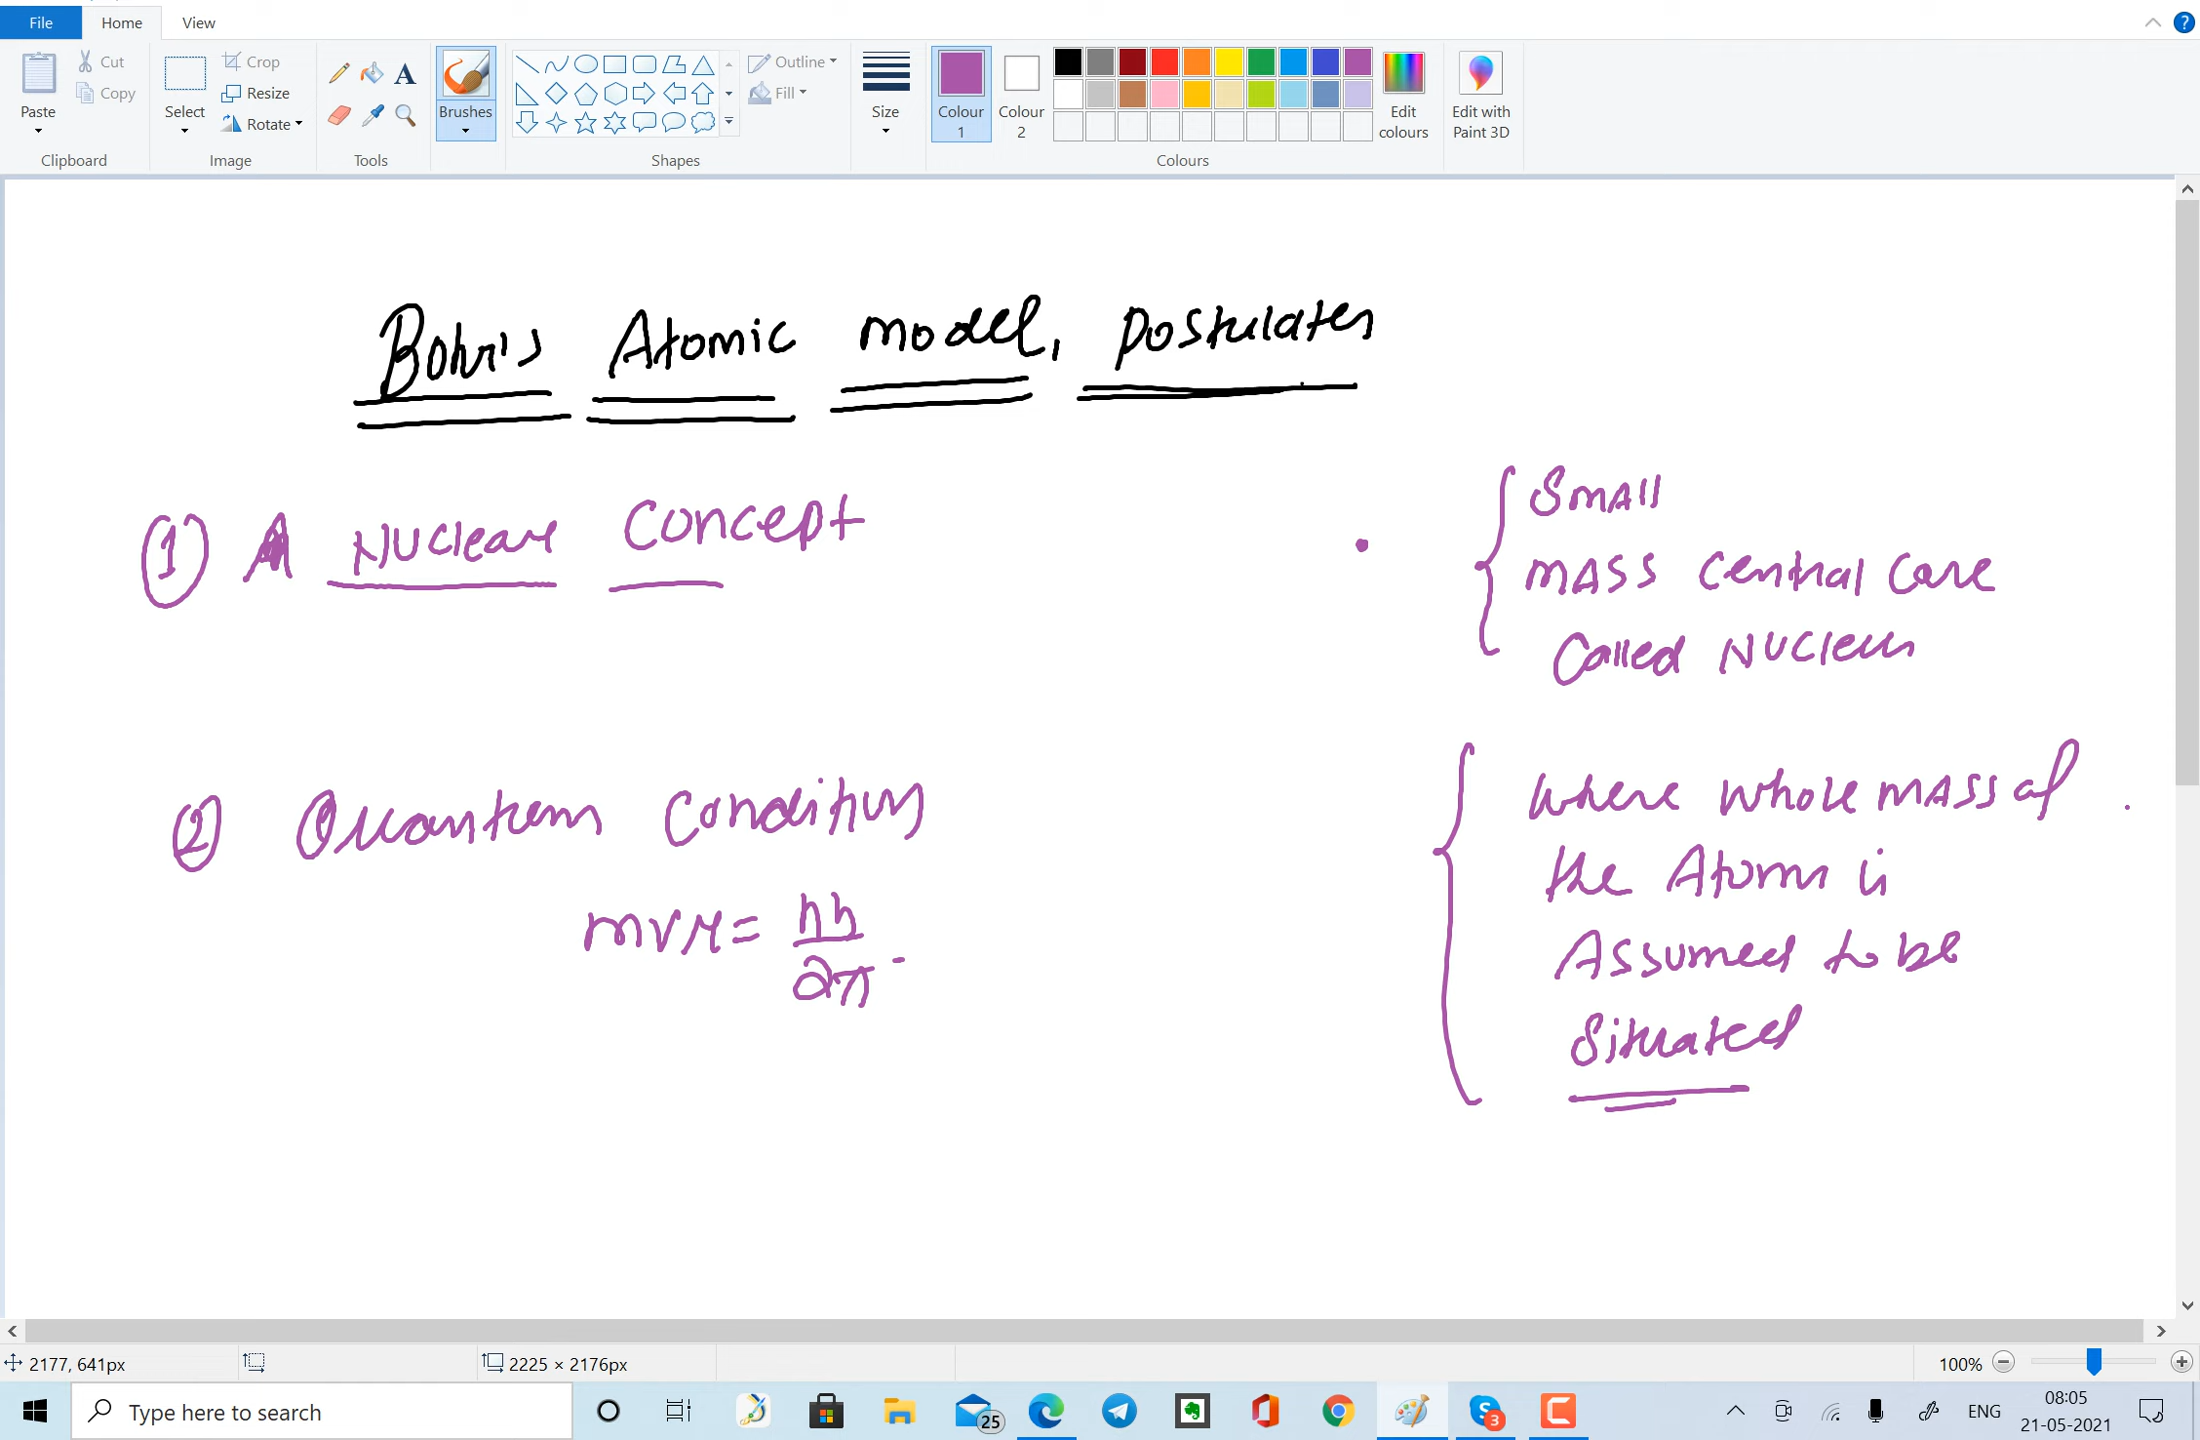 File Home View
Cut
Copy
Paste
Clipboard
Select
Crop
Resize
Rotate
Image
A
Tools
Brushes
Outline
Fill
Shapes
Size
Colour 1
Colour 2
Colours
Edit colours
Edit with Paint 3D
Bohr's Atomic model, postulates
① A Nuclear Concept
{ Small
mass central core
Called Nucleus
② Quantum Condition
mvr = nh/2π
{ Where whole mass of
the Atom is
Assumed to be
Situated
2177, 641px
2225 × 2176px
100%
Type here to search
25
3
ENG
08:05
21-05-2021